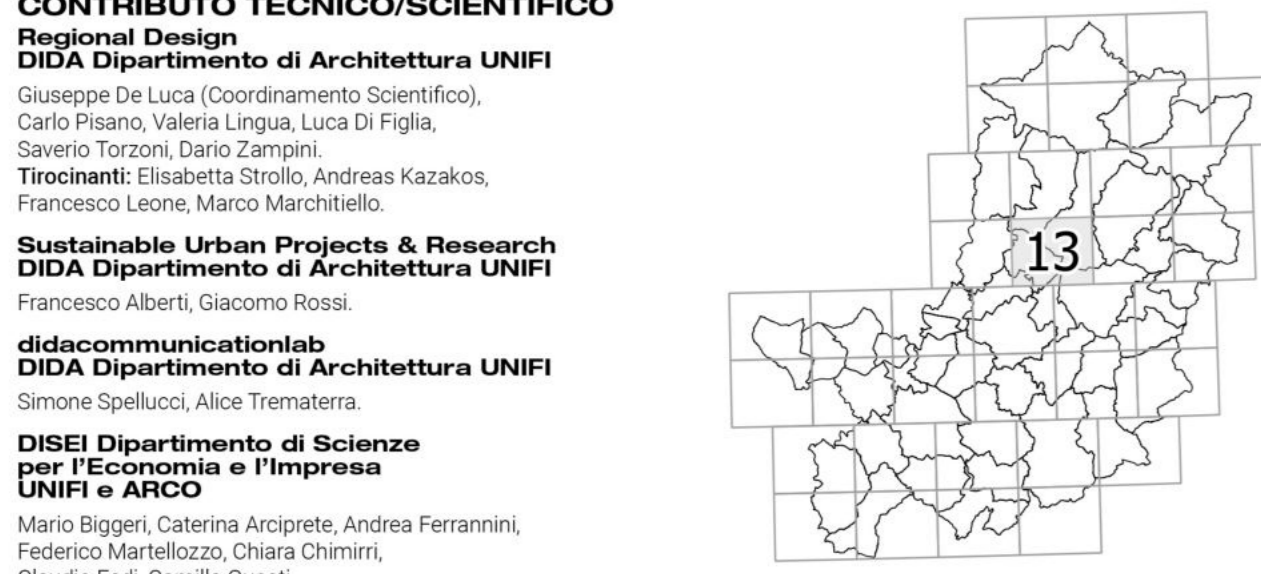 CONTRIBUTO TECNICO/SCIENTIFICO
Regional Design
DIDA Dipartimento di Architettura UNIFI
Giuseppe De Luca (Coordinamento Scientifico),
Carlo Pisano, Valeria Lingua, Luca Di Figlia,
Saverio Torzoni, Dario Zampini.
Tirocinanti: Elisabetta Strollo, Andreas Kazakos,
Francesco Leone, Marco Marchitiello.
Sustainable Urban Projects & Research
DIDA Dipartimento di Architettura UNIFI
Francesco Alberti, Giacomo Rossi.
didacommunicationlab
DIDA Dipartimento di Architettura UNIFI
Simone Spellucci, Alice Trematerra.
DISEI Dipartimento di Scienze
per l'Economia e l'Impresa
UNIFI e ARCO
Mario Biggeri, Caterina Arciprete, Andrea Ferrannini,
Federico Martellozzo, Chiara Chimirri,
13